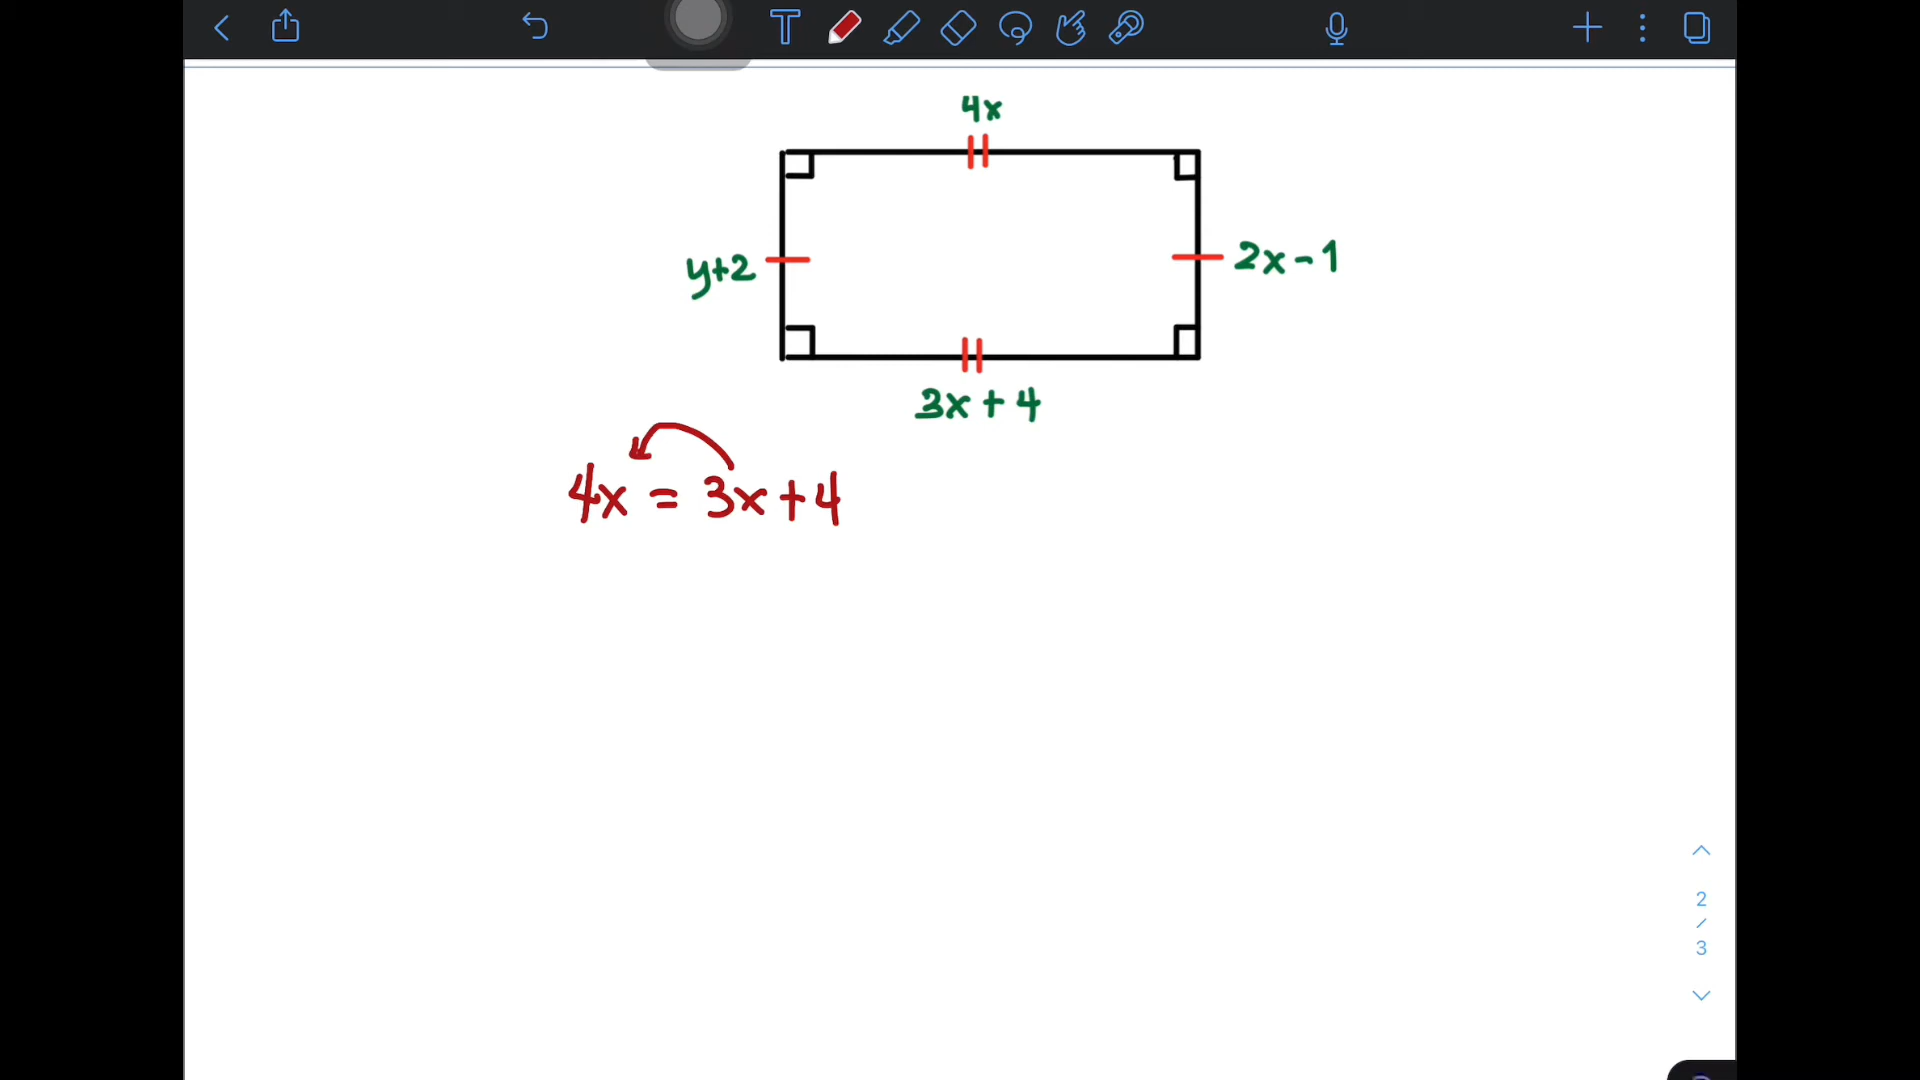 4x
y+2
2x-1
3x+4
4x = 3x+4
2
/
3